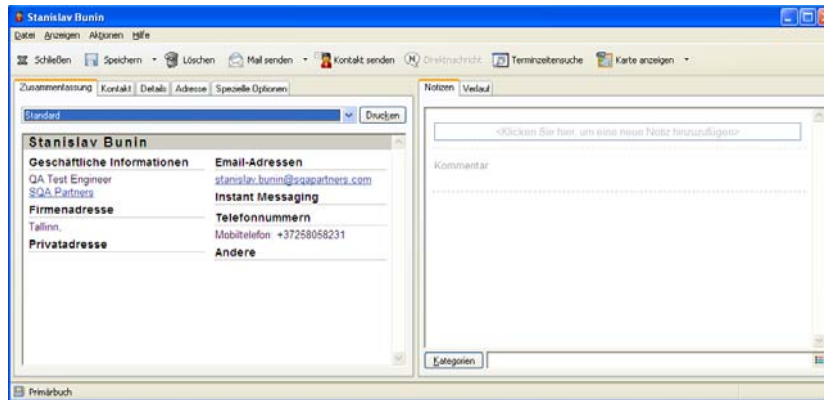 Stanislav Bunin
Datei Anzeigen Aktionen Hilfe
Schließen Speichern Löschen Mail senden Kontakt senden Direktnachricht Terminzeitensuche Karte anzeigen
Zusammenfassung Kontakt Details Adresse Spezielle Optionen
Notizen Verlauf
Standard Drucken
<Klicken Sie hier, um eine neue Notiz hinzuzufügen>
Kommentar
Stanislav Bunin
Geschäftliche Informationen
QA Test Engineer
SQA Partners
Firmenadresse
Tallinn,
Privatadresse
Email-Adressen
stanislav.bunin@sqapartners.com
Instant Messaging
Telefonnummern
Mobiltelefon: +37258058231
Andere
Kategorien
Primärbuch